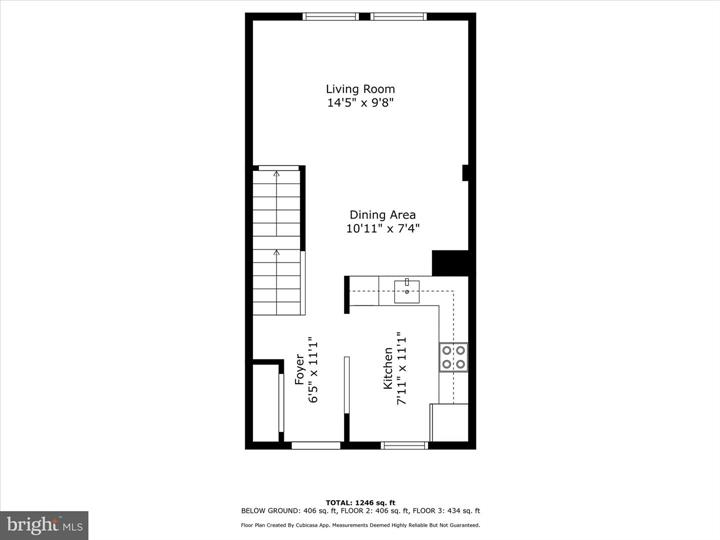 Living Room
14'5" x 9'8"
Dining Area
10'11" x 7'4"
Foyer
6'5" x 11'1"
Kitchen
7'11" x 11'1"
TOTAL: 1246 sq. ft
BELOW GROUND: 406 sq. ft, FLOOR 2: 406 sq. ft, FLOOR 3: 434 sq. ft
Floor Plan Created By Cubicasa App. Measurements Deemed Highly Reliable But Not Guaranteed.
bright MLS